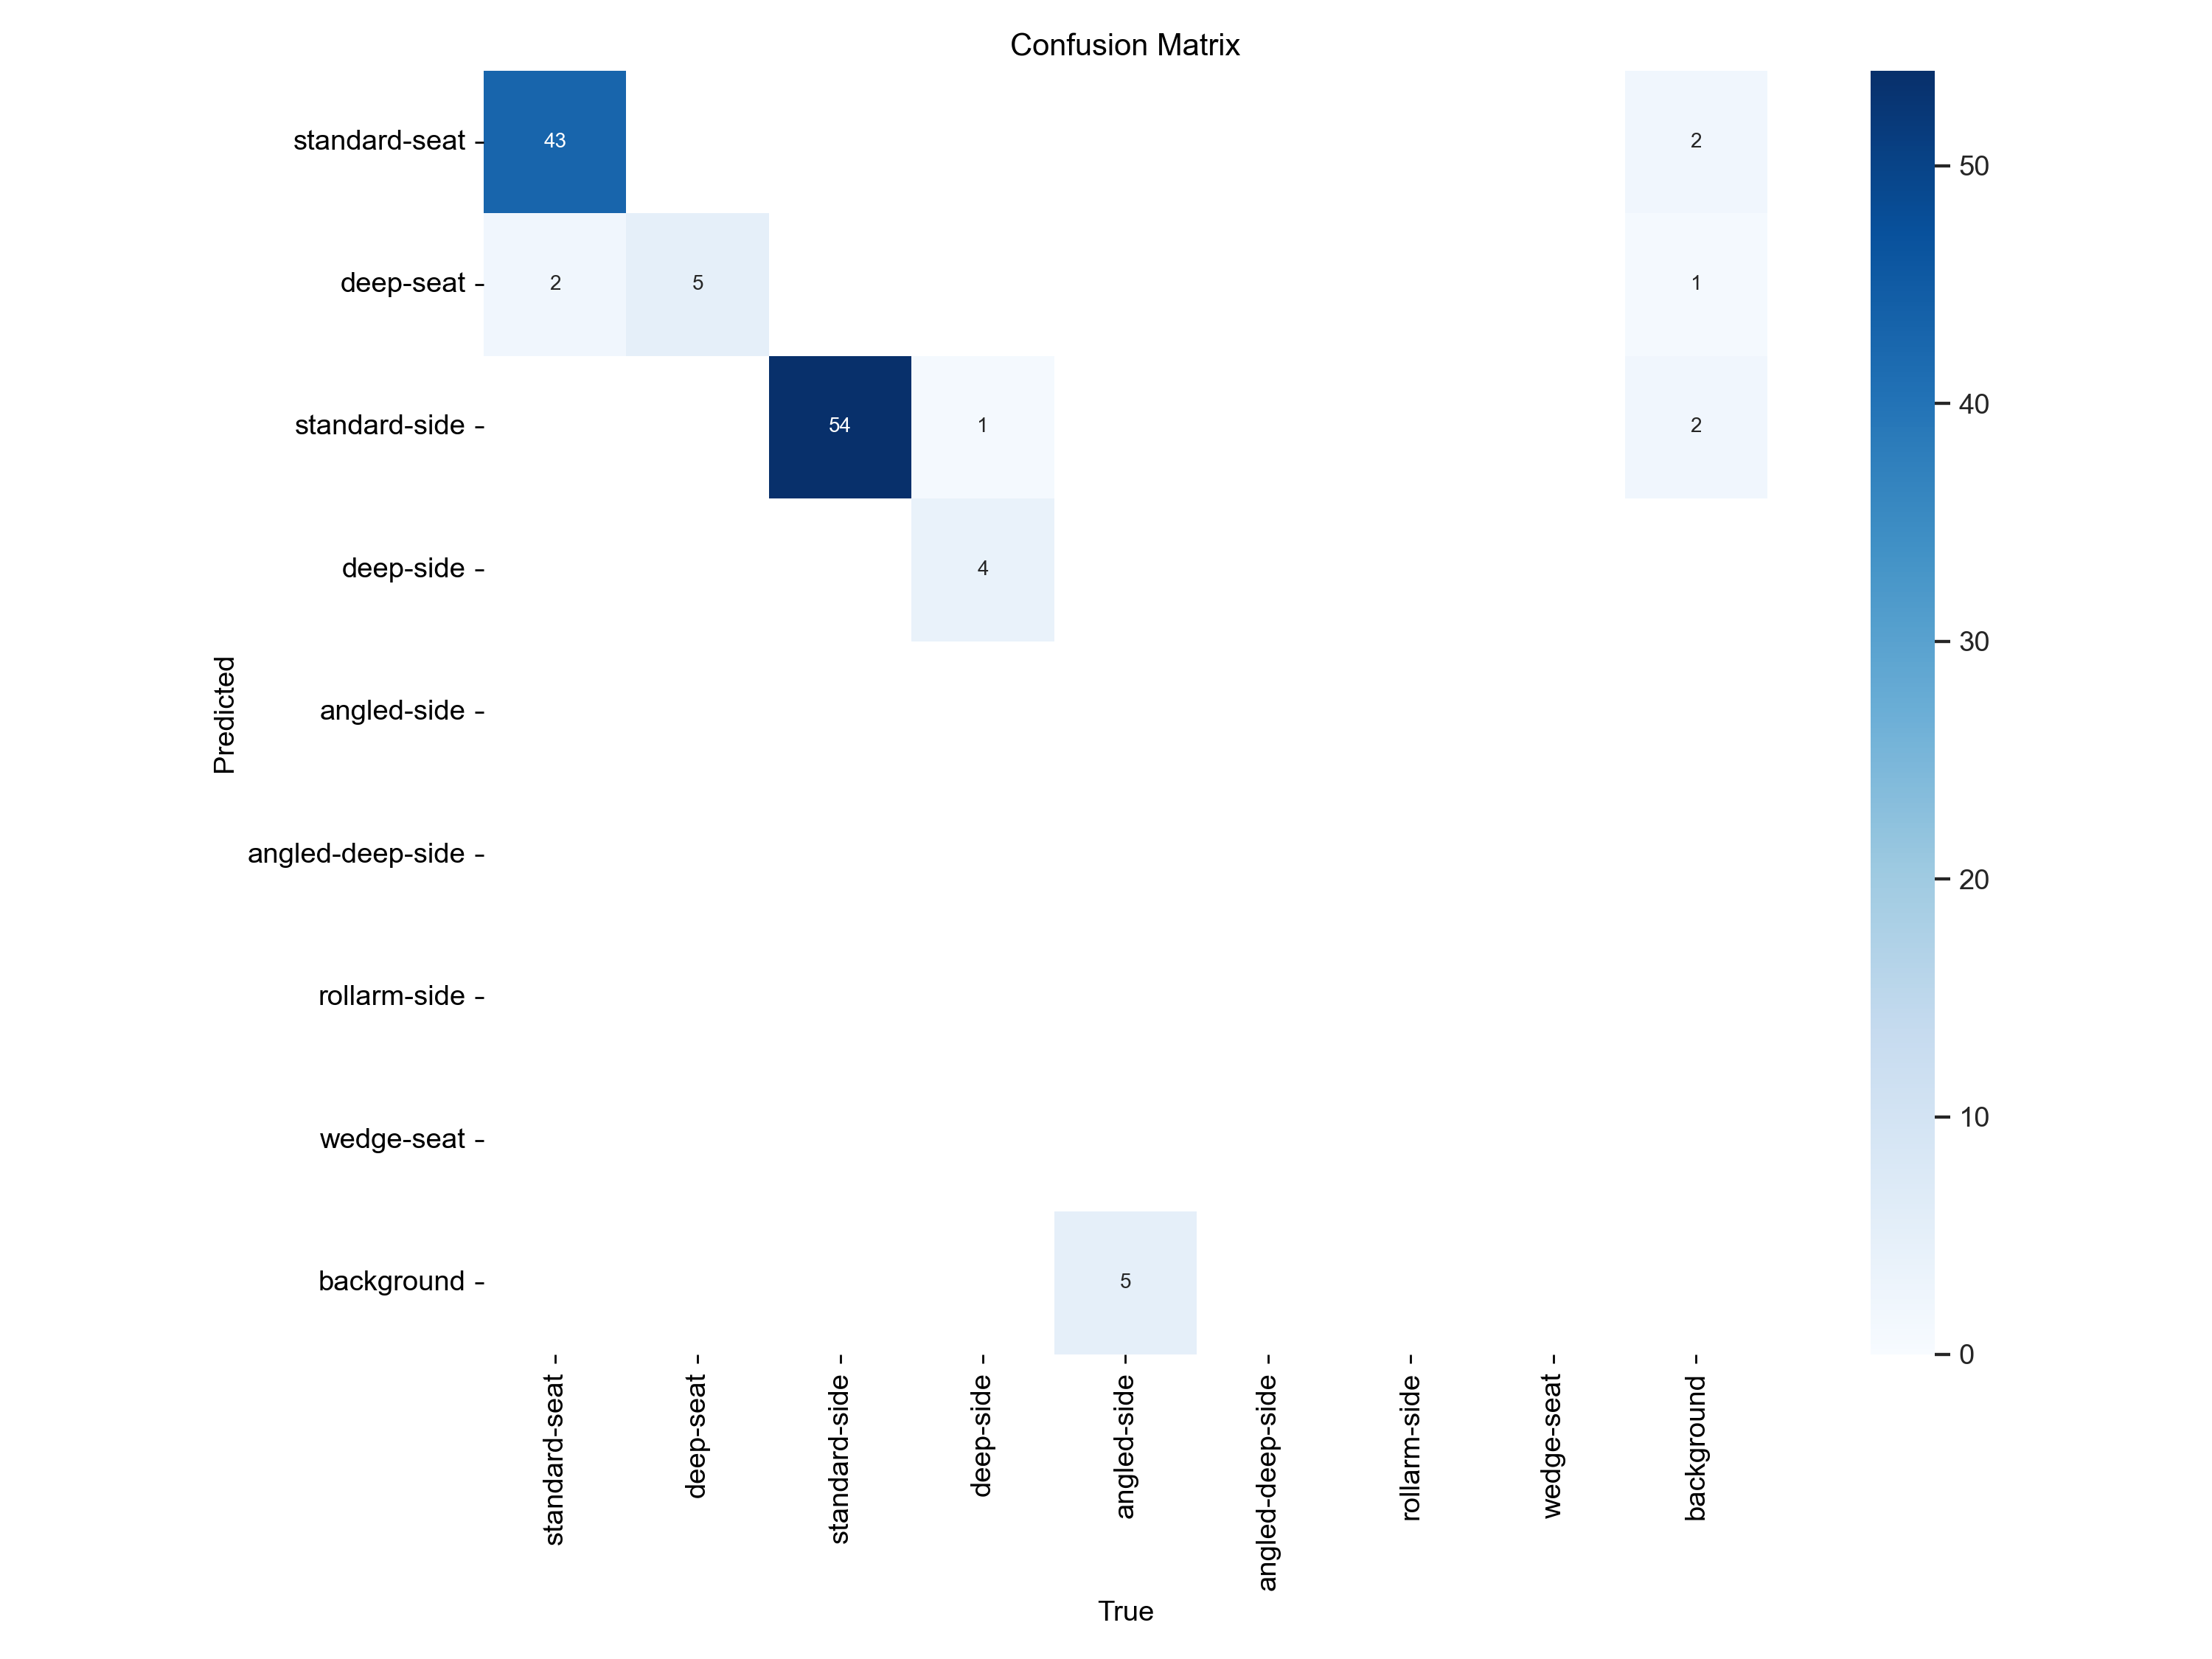 Confusion Matrix
standard-seat
43
2
deep-seat
2
5
1
standard-side
54
1
2
deep-side
4
angled-side
angled-deep-side
rollarm-side
wedge-seat
background
5
Predicted
standard-seat
deep-seat
standard-side
deep-side
angled-side
angled-deep-side
rollarm-side
wedge-seat
background
True
50
40
30
20
10
0